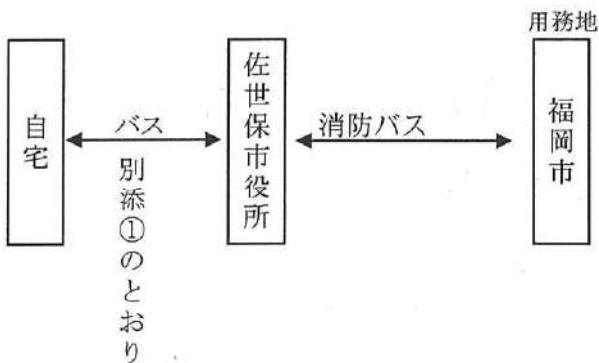 用務地
自宅
バス
別添①のとおり
佐世保市役所
消防バス
福岡市